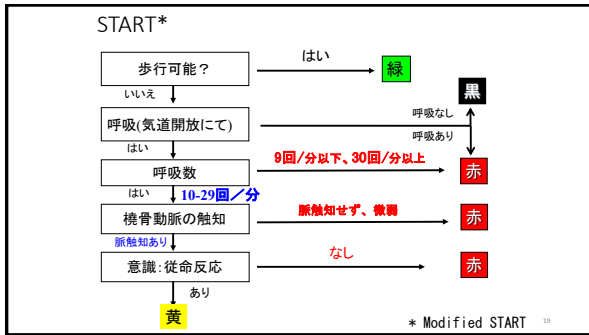 START*
歩行可能？
はい
緑
いいえ
黒
呼吸(気道開放にて)
呼吸なし
呼吸あり
はい
呼吸数
9回/分以下、30回/分以上
赤
はい
10-29回／分
橈骨動脈の触知
脈触知せず、微弱
赤
脈触知あり
意識:従命反応
なし
赤
あり
黄
* Modified START
19